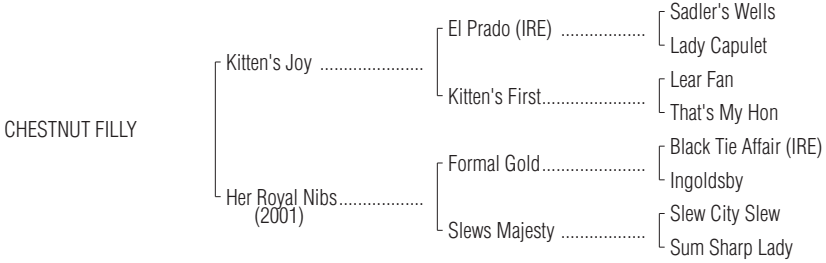 Sadler's Wells
El Prado (IRE) ..................
Lady Capulet
Kitten's Joy ......................
Lear Fan
Kitten's First......................
That's My Hon
CHESTNUT FILLY
Black Tie Affair (IRE)
Formal Gold......................
Ingoldsby
Her Royal Nibs..................
(2001)
Slew City Slew
Slews Majesty ..................
Sum Sharp Lady